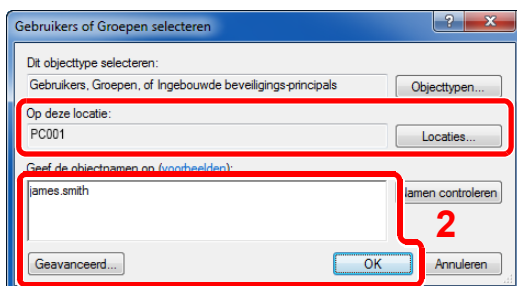 Gebruikers of Groepen selecteren
Dit objecttype selecteren:
Gebruikers, Groepen, of Ingebouwde beveiligings-principals
Objecttypen...
Op deze locatie:
PC001
Locaties...
Geef de objectnamen op (voorbeelden):
james.smith
Namen controleren
2
Geavanceerd...
OK
Annuleren